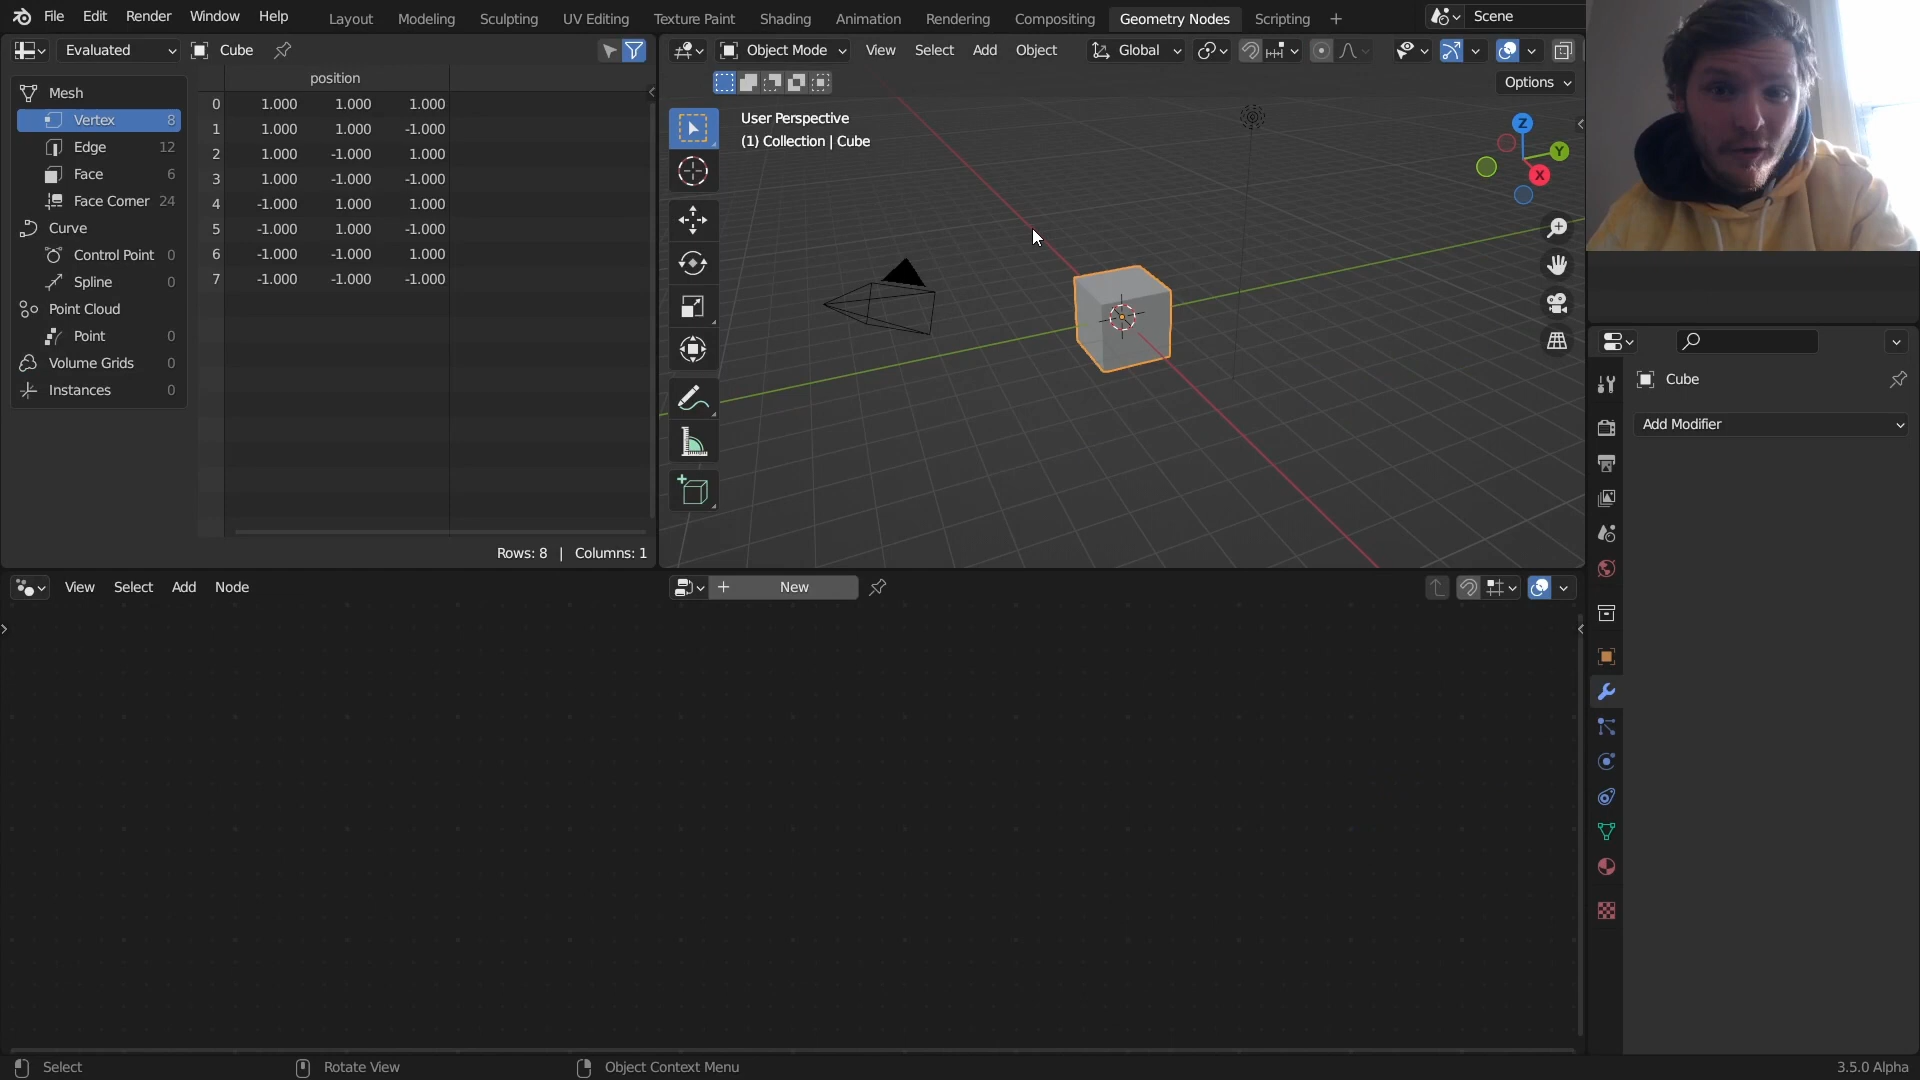 File Edit Render Window Help Layout Modeling Sculpting UV Editing Texture Paint Shading Animation Rendering Compositing Geometry Nodes Scripting Scene
Evaluated Cube
Object Mode View Select Add Object Global
Options
position
Mesh
Vertex 8
Edge 12
Face 6
Face Corner 24
Curve
Control Point 0
Spline 0
Point Cloud
Point 0
Volume Grids 0
Instances 0
0 1.000 1.000 1.000
1 1.000 1.000 -1.000
2 1.000 -1.000 1.000
3 1.000 -1.000 -1.000
4 -1.000 1.000 1.000
5 -1.000 1.000 -1.000
6 -1.000 -1.000 1.000
7 -1.000 -1.000 -1.000
Rows: 8 | Columns: 1
User Perspective
(1) Collection | Cube
Z
Y
X
Cube
Add Modifier
View Select Add Node
New
Select Rotate View Object Context Menu
3.5.0 Alpha